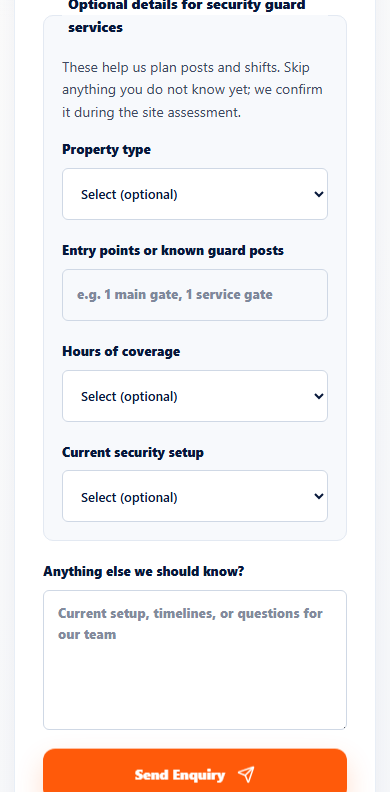 Optional details for security guard
services
These help us plan posts and shifts. Skip
anything you do not know yet; we confirm
it during the site assessment.
Property type
Select (optional)
Entry points or known guard posts
e.g. 1 main gate, 1 service gate
Hours of coverage
Select (optional)
Current security setup
Select (optional)
Anything else we should know?
Current setup, timelines, or questions for
our team
Send Enquiry